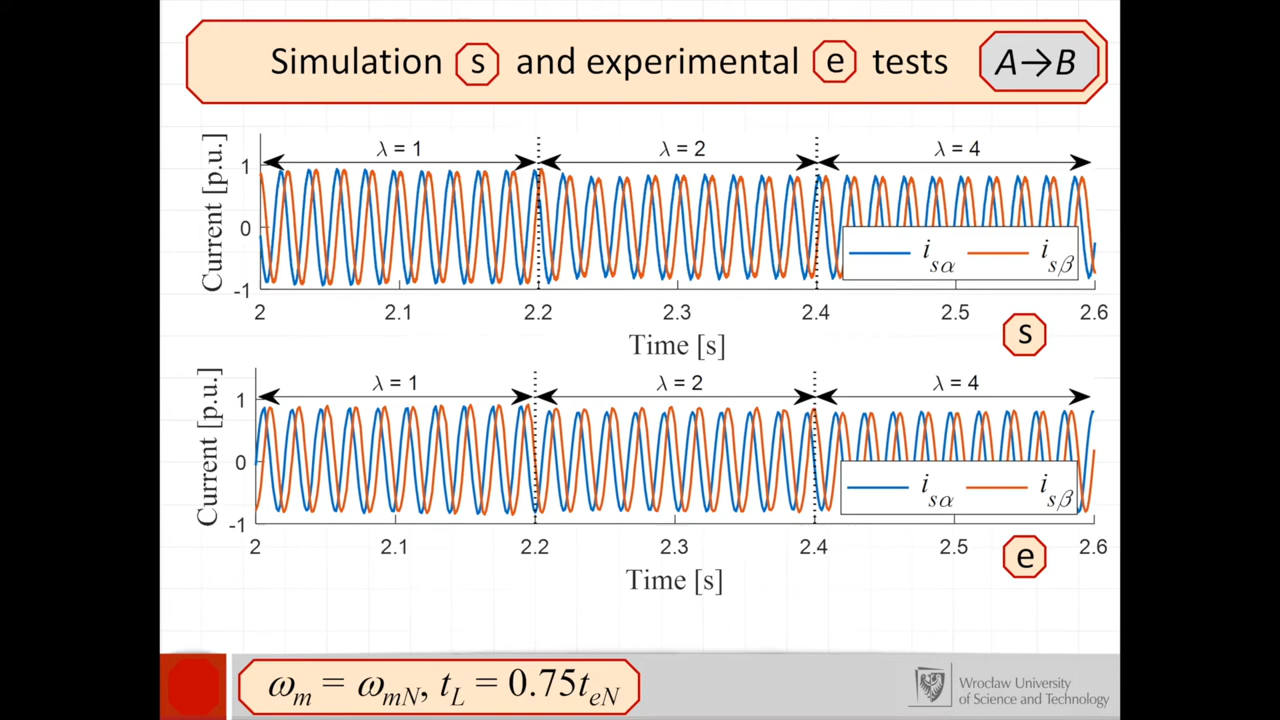 Simulation s and experimental e tests A→B
λ = 1 λ = 2 λ = 4
Current [p.u.]
1
0
-1
i_sα i_sβ
2 2.1 2.2 2.3 2.4 2.5 2.6
Time [s]
s
λ = 1 λ = 2 λ = 4
Current [p.u.]
1
0
-1
i_sα i_sβ
2 2.1 2.2 2.3 2.4 2.5 2.6
Time [s]
e
ω_m = ω_mN, t_L = 0.75t_eN
Wrocław University
of Science and Technology